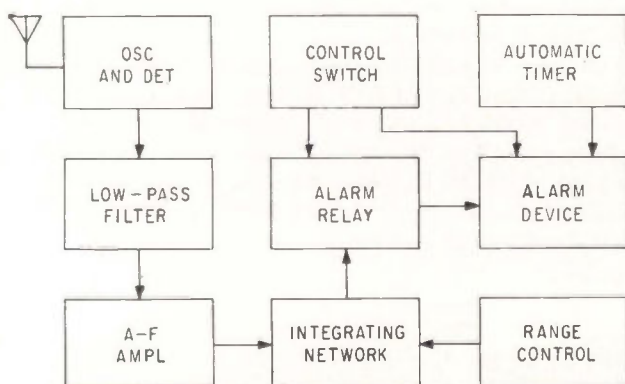 OSC
AND DET
CONTROL
SWITCH
AUTOMATIC
TIMER
LOW-PASS
FILTER
ALARM
RELAY
ALARM
DEVICE
A-F
AMPL
INTEGRATING
NETWORK
RANGE
CONTROL